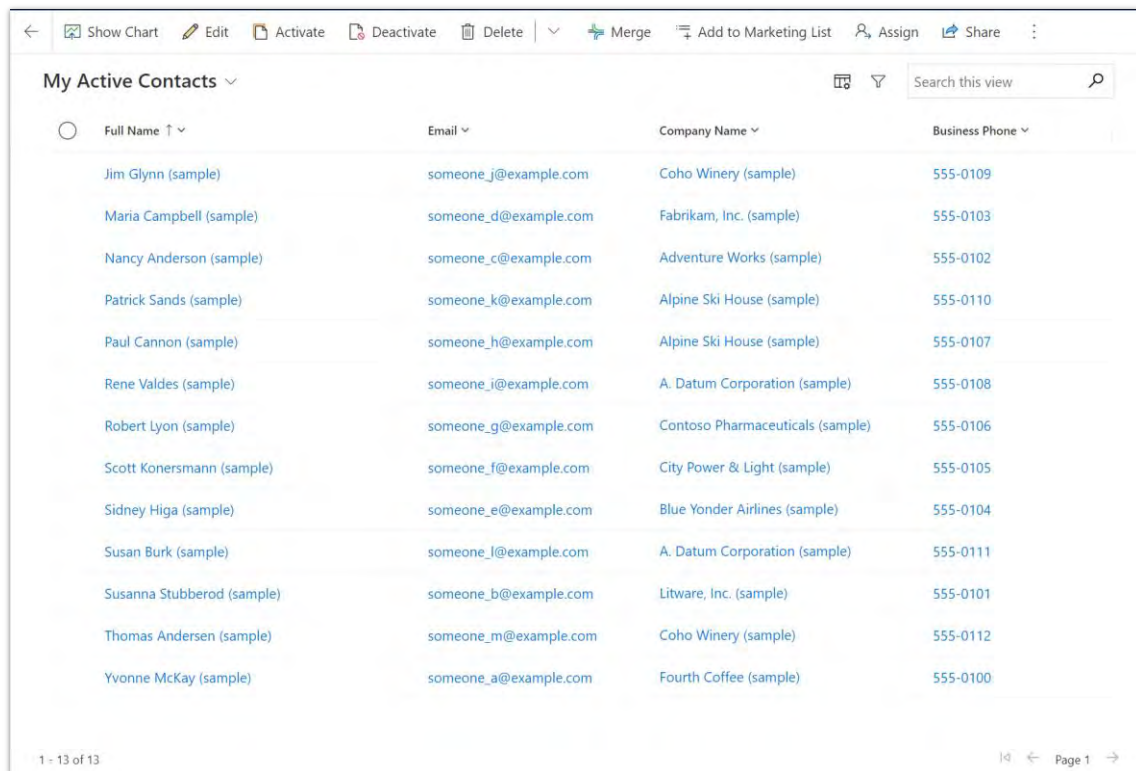 Show Chart Edit Activate Deactivate Delete Merge Add to Marketing List Assign Share
My Active Contacts Search this view
Full Name ↑ Email Company Name Business Phone
Jim Glynn (sample) someone_j@example.com Coho Winery (sample) 555-0109
Maria Campbell (sample) someone_d@example.com Fabrikam, Inc. (sample) 555-0103
Nancy Anderson (sample) someone_c@example.com Adventure Works (sample) 555-0102
Patrick Sands (sample) someone_k@example.com Alpine Ski House (sample) 555-0110
Paul Cannon (sample) someone_h@example.com Alpine Ski House (sample) 555-0107
Rene Valdes (sample) someone_i@example.com A. Datum Corporation (sample) 555-0108
Robert Lyon (sample) someone_g@example.com Contoso Pharmaceuticals (sample) 555-0106
Scott Konersmann (sample) someone_f@example.com City Power & Light (sample) 555-0105
Sidney Higa (sample) someone_e@example.com Blue Yonder Airlines (sample) 555-0104
Susan Burk (sample) someone_l@example.com A. Datum Corporation (sample) 555-0111
Susanna Stubberod (sample) someone_b@example.com Litware, Inc. (sample) 555-0101
Thomas Andersen (sample) someone_m@example.com Coho Winery (sample) 555-0112
Yvonne McKay (sample) someone_a@example.com Fourth Coffee (sample) 555-0100
1 - 13 of 13 Page 1